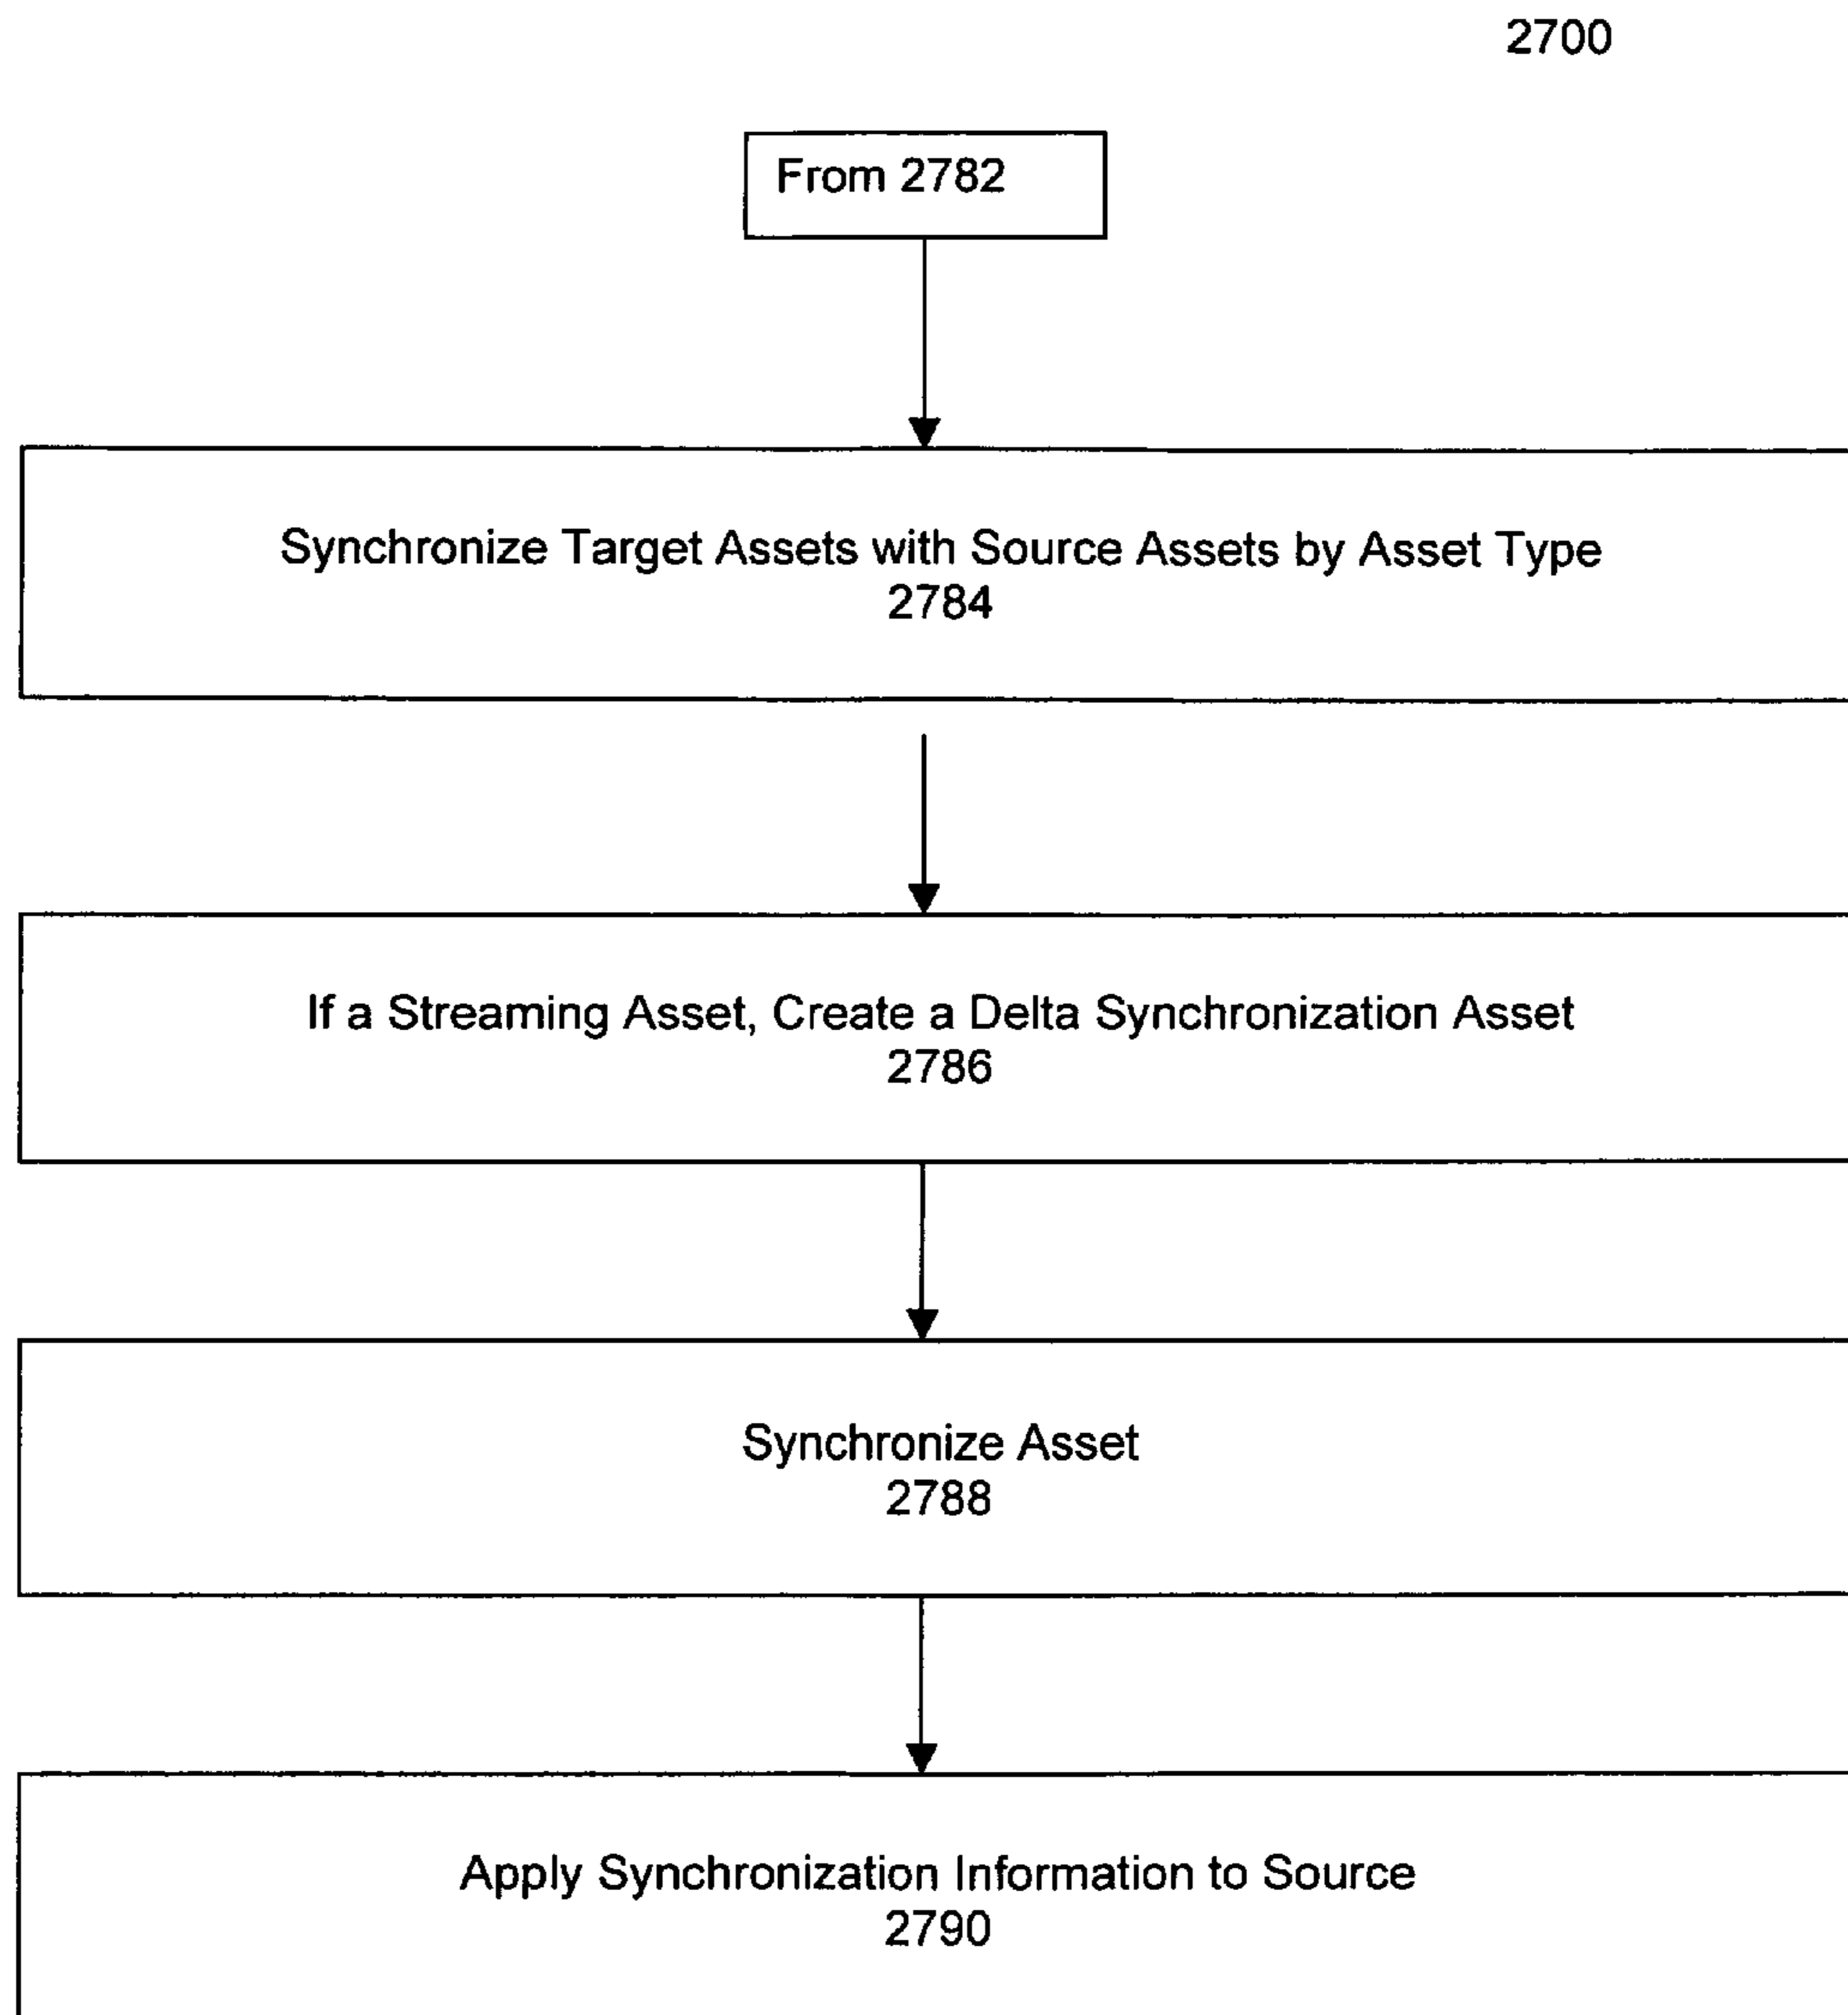 2700
From 2782
Synchronize Target Assets with Source Assets by Asset Type
2784
If a Streaming Asset, Create a Delta Synchronization Asset
2786
Synchronize Asset
2788
Apply Synchronization Information to Source
2790